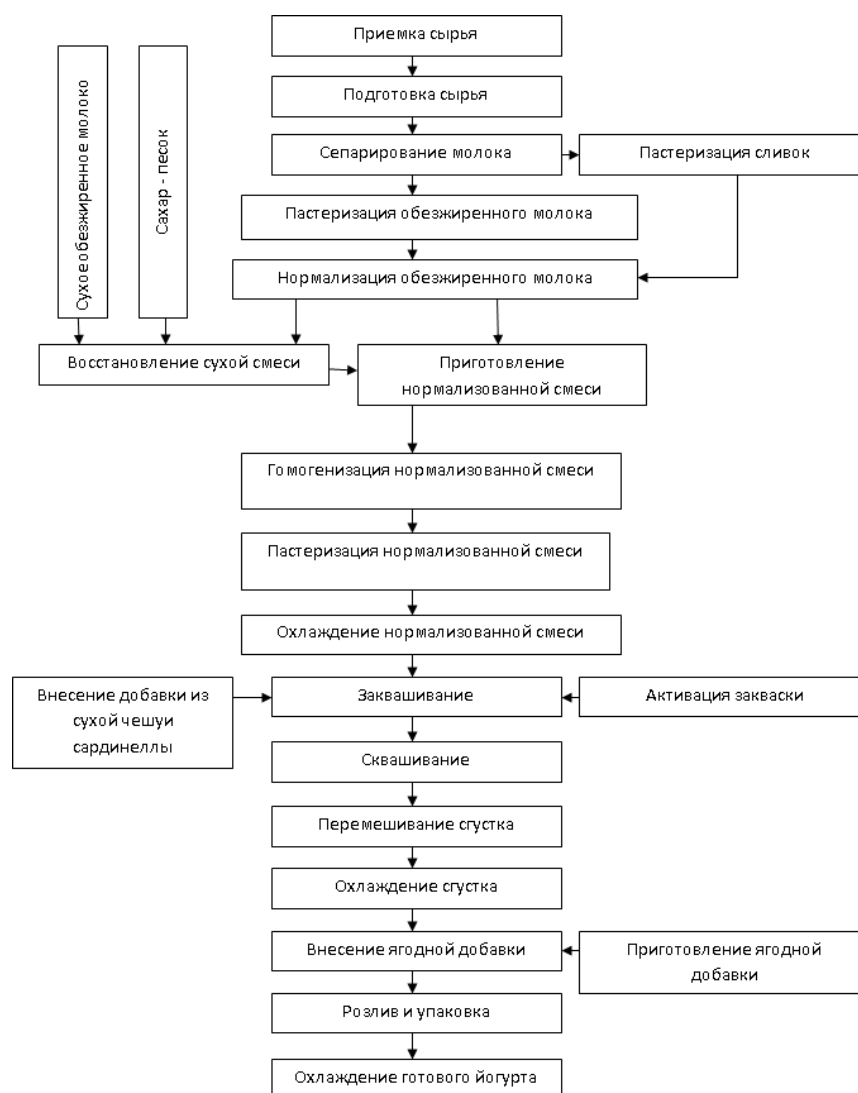 Приемка сырья
Подготовка сырья
Сухоеобезжиренное молоко
Сахар - песок
Сепарирование молока
Пастеризация сливок
Пастеризация обезжиренного молока
Нормализация обезжиренного молока
Восстановление сухой смеси
Приготовление
нормализованной смеси
Гомогенизация нормализованной смеси
Пастеризация нормализованной смеси
Охлаждение нормализованной смеси
Внесение добавки из
сухой чешуи
сардинеллы
Заквашивание
Активация закваски
Сквашивание
Перемешивание сгустка
Охлаждение сгустка
Внесение ягодной добавки
Приготовление ягодной
добавки
Розлив и упаковка
Охлаждение готового йогурта